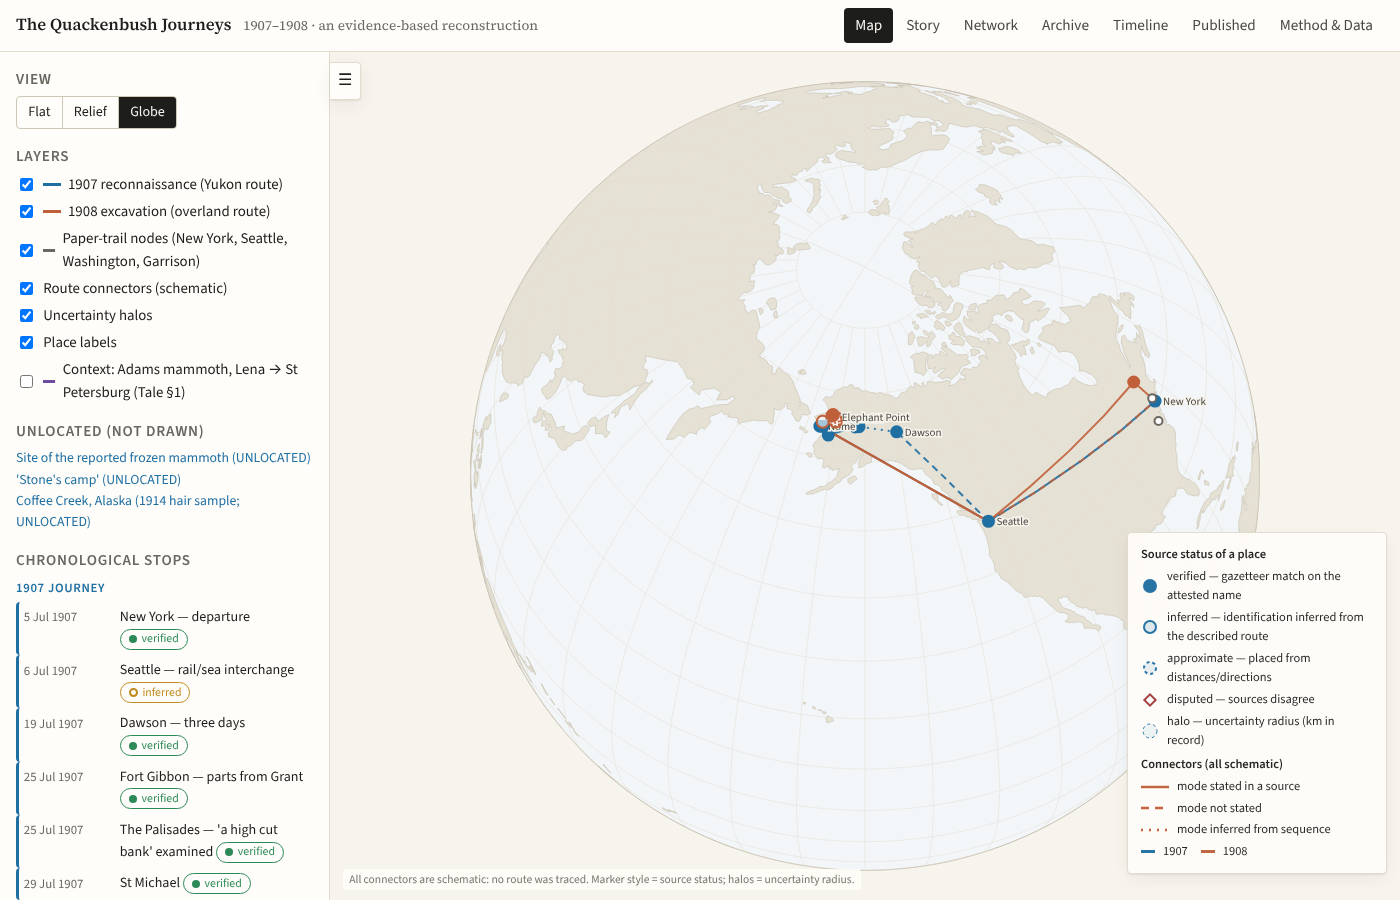 The Quackenbush Journeys 1907–1908 · an evidence-based reconstruction
Map Story Network Archive Timeline Published Method & Data
VIEW
Flat Relief Globe
LAYERS
1907 reconnaissance (Yukon route)
1908 excavation (overland route)
Paper-trail nodes (New York, Seattle,
Washington, Garrison)
Route connectors (schematic)
Uncertainty halos
Place labels
Context: Adams mammoth, Lena → St
Petersburg (Tale §1)
UNLOCATED (NOT DRAWN)
Site of the reported frozen mammoth (UNLOCATED)
'Stone's camp' (UNLOCATED)
Coffee Creek, Alaska (1914 hair sample;
UNLOCATED)
CHRONOLOGICAL STOPS
1907 JOURNEY
5 Jul 1907 New York — departure
verified
6 Jul 1907 Seattle — rail/sea interchange
inferred
19 Jul 1907 Dawson — three days
verified
25 Jul 1907 Fort Gibbon — parts from Grant
verified
25 Jul 1907 The Palisades — 'a high cut
bank' examined verified
29 Jul 1907 St Michael verified
☰
Elephant Point
Nome
Dawson
New York
Seattle
Source status of a place
verified — gazetteer match on the
attested name
inferred — identification inferred from
the described route
approximate — placed from
distances/directions
disputed — sources disagree
halo — uncertainty radius (km in
record)
Connectors (all schematic)
mode stated in a source
mode not stated
mode inferred from sequence
1907 1908
All connectors are schematic: no route was traced. Marker style = source status; halos = uncertainty radius.